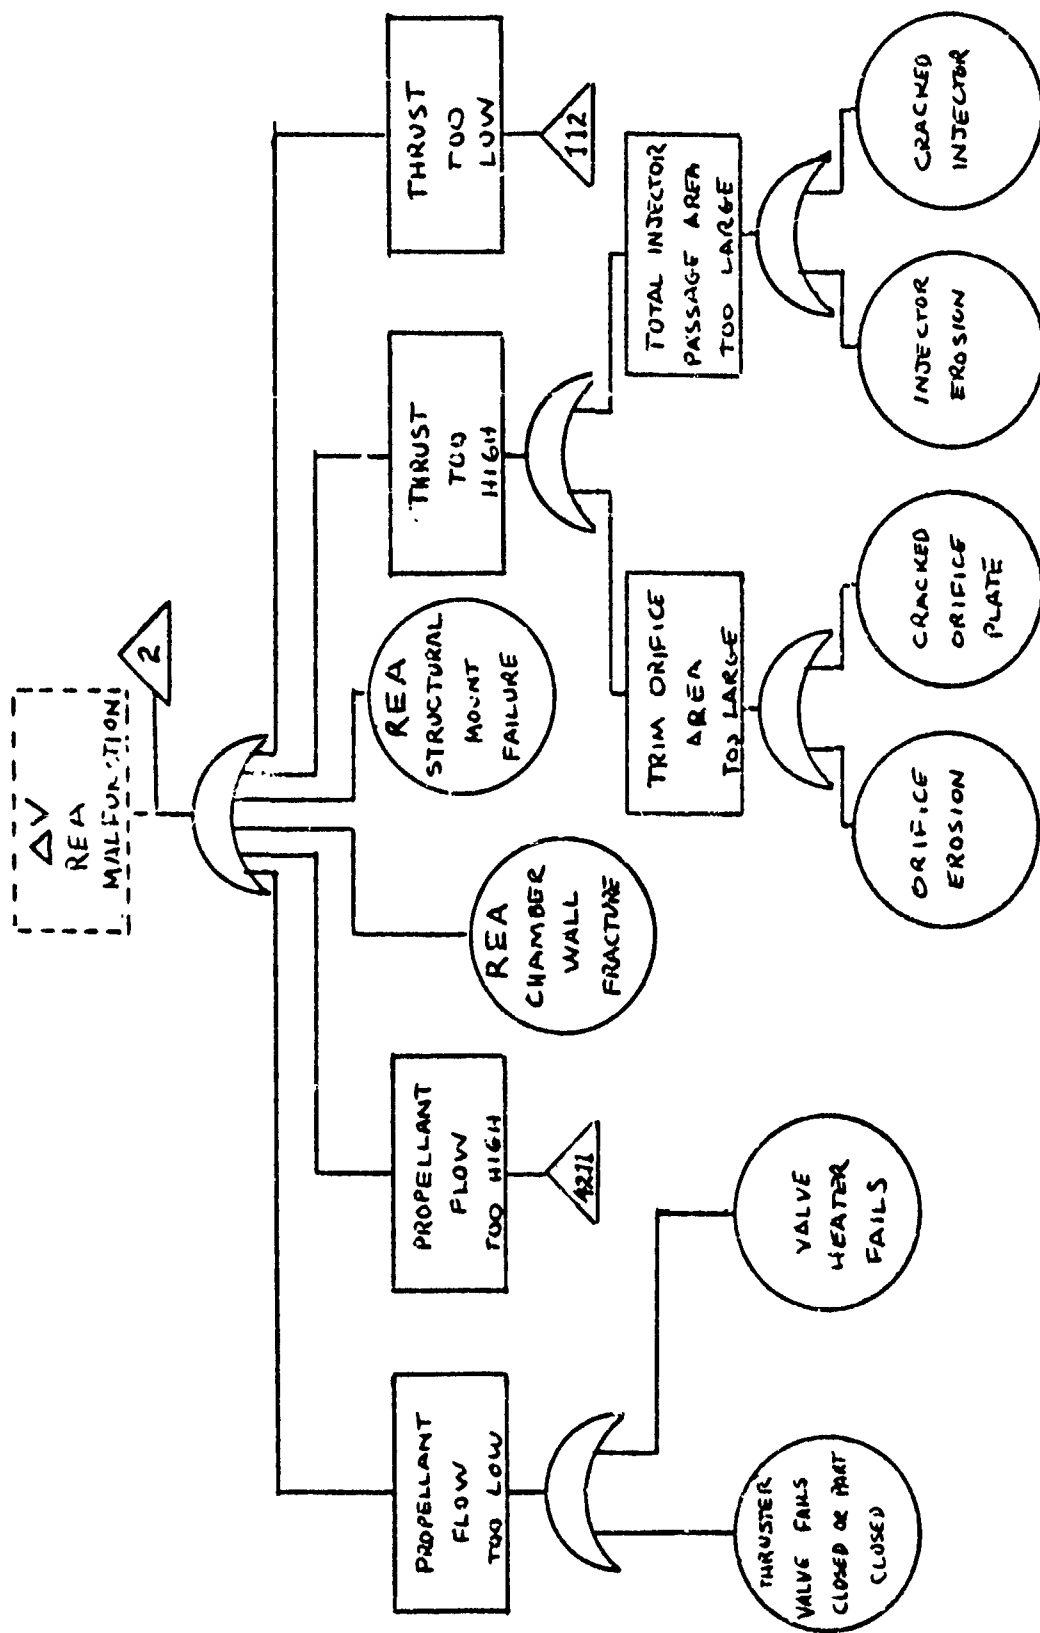 ΔV
REA
MALFUNCTION
2
PROPELLANT
FLOW
TOO LOW
PROPELLANT
FLOW
TOO HIGH
REA
CHAMBER
WALL
FRACTURE
REA
STRUCTURAL
MOUNT
FAILURE
THRUST
TOO
HIGH
THRUST
TOO
LOW
4211
112
THRUSTER
VALVE FAILS
CLOSED OR PART
CLOSED
VALVE
HEATER
FAILS
TRIM ORIFICE
AREA
TOO LARGE
TOTAL INJECTOR
PASSAGE AREA
TOO LARGE
ORIFICE
EROSION
CRACKED
ORIFICE
PLATE
INJECTOR
EROSION
CRACKED
INJECTOR